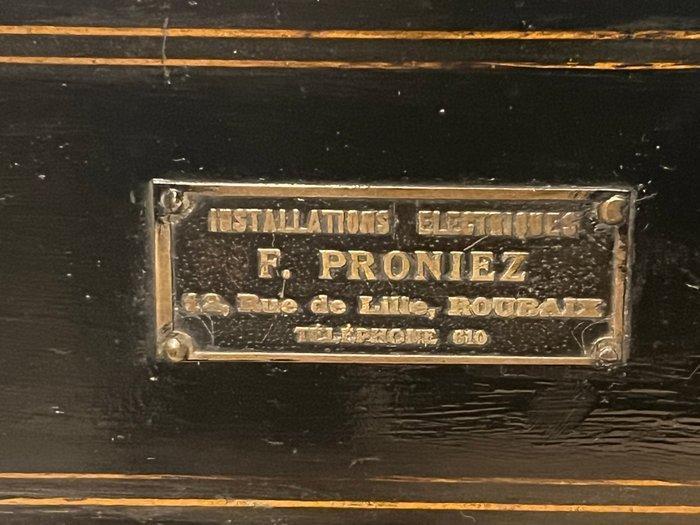 INSTALLATIONS ELECTRIQUES
F. PRONIEZ
12, Rue de Lille, ROUBAIX
TÉLÉPHONE 610